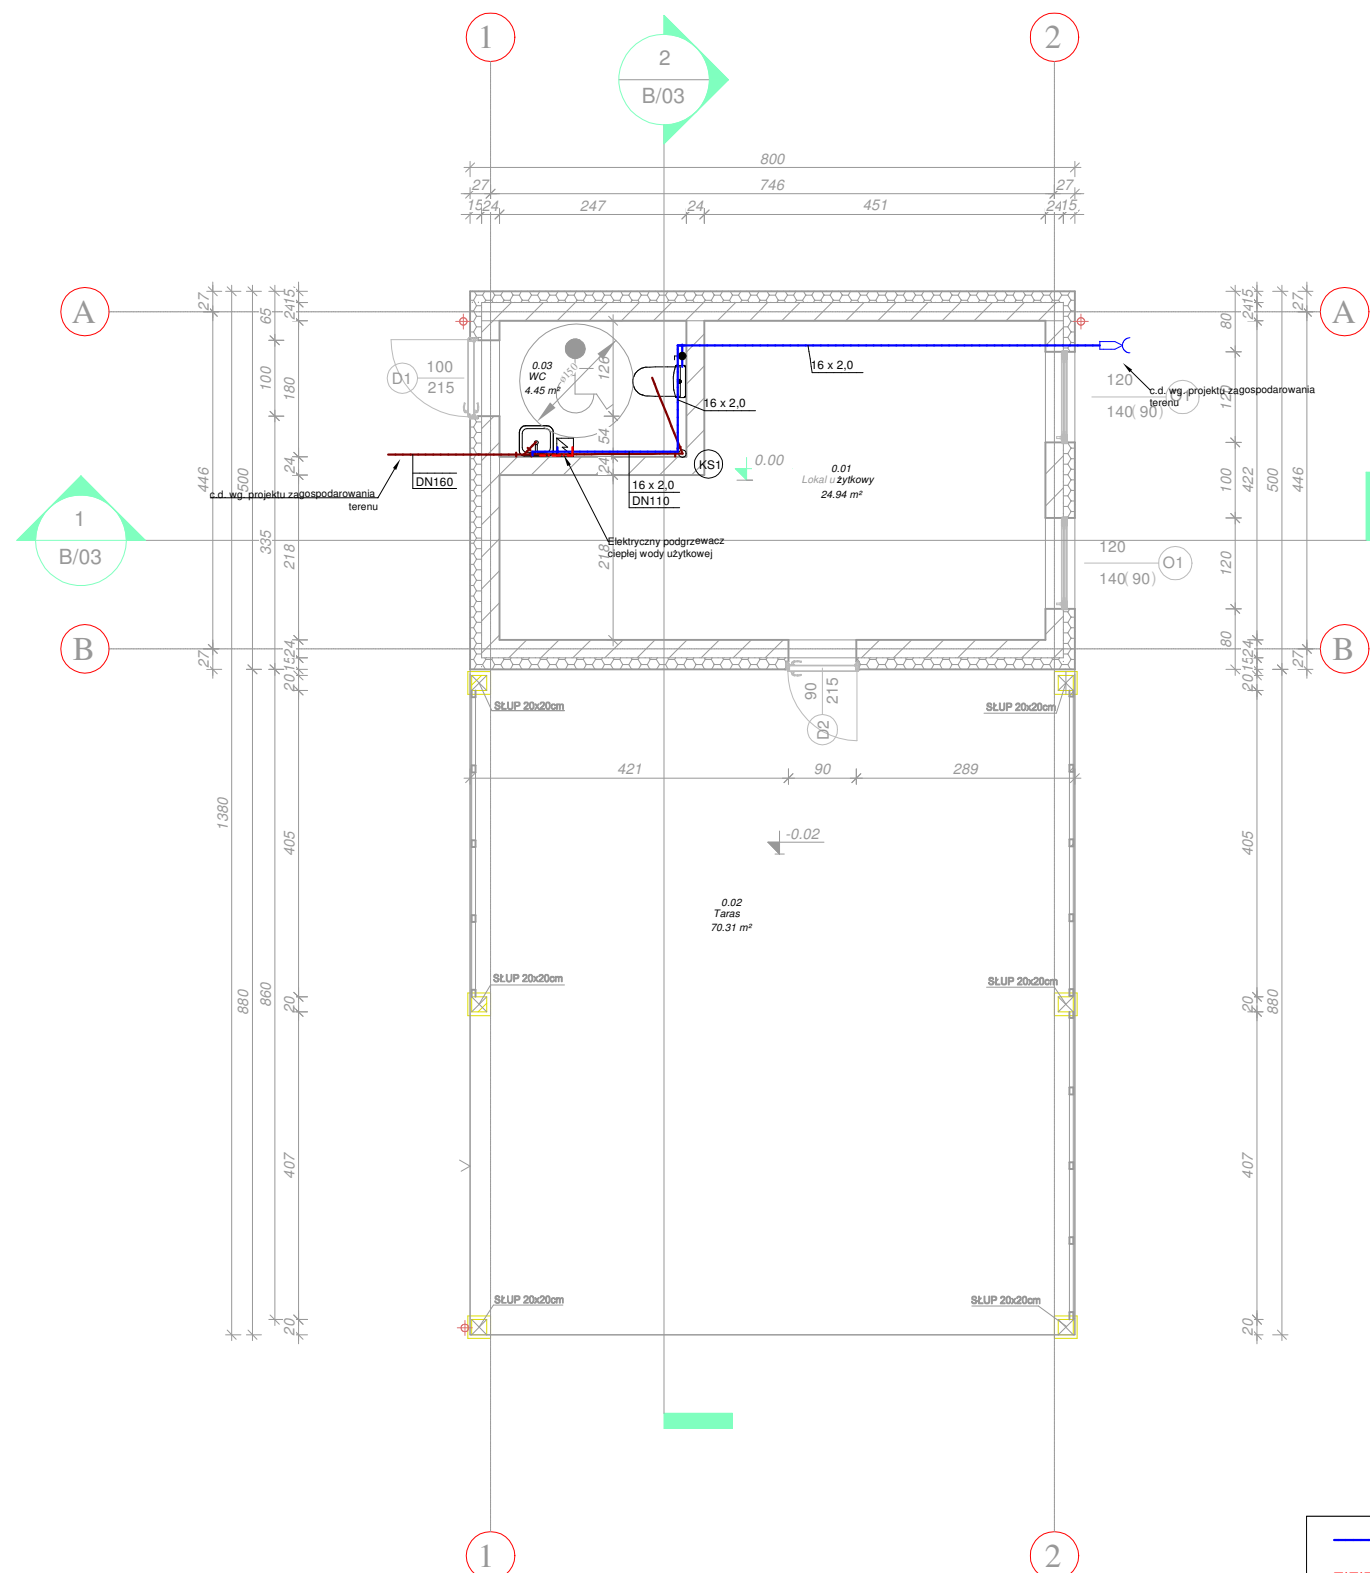 1
2
2
B/03
800
27
746
27
15
24
247
24
451
24
15
A
A
27
1380
446
500
65
100
335
15
24
180
24
218
24
15
27
20
405
20
407
20
880
860
D1
100
215
0.03
WC
4.45 m²
ø150
126
54
24
218
16 x 2,0
16 x 2,0
KS1
0.00
0.01
Lokal użytkowy
24.94 m²
DN160
16 x 2,0
DN110
c.d. wg. projektu zagospodarowania
terenu
Elektryczny podgrzewacz
ciepłej wody użytkowej
120
140( 90)
c.d. wg. projektu zagospodarowania
terenu
120
140( 90)
O1
80
120
100
120
80
24
15
422
24
15
500
27
446
27
1
B/03
B
B
SŁUP 20x20cm
SŁUP 20x20cm
90
215
D2
421
90
289
-0.02
0.02
Taras
70.31 m²
20
405
20
407
20
880
SŁUP 20x20cm
SŁUP 20x20cm
SŁUP 20x20cm
SŁUP 20x20cm
1
2